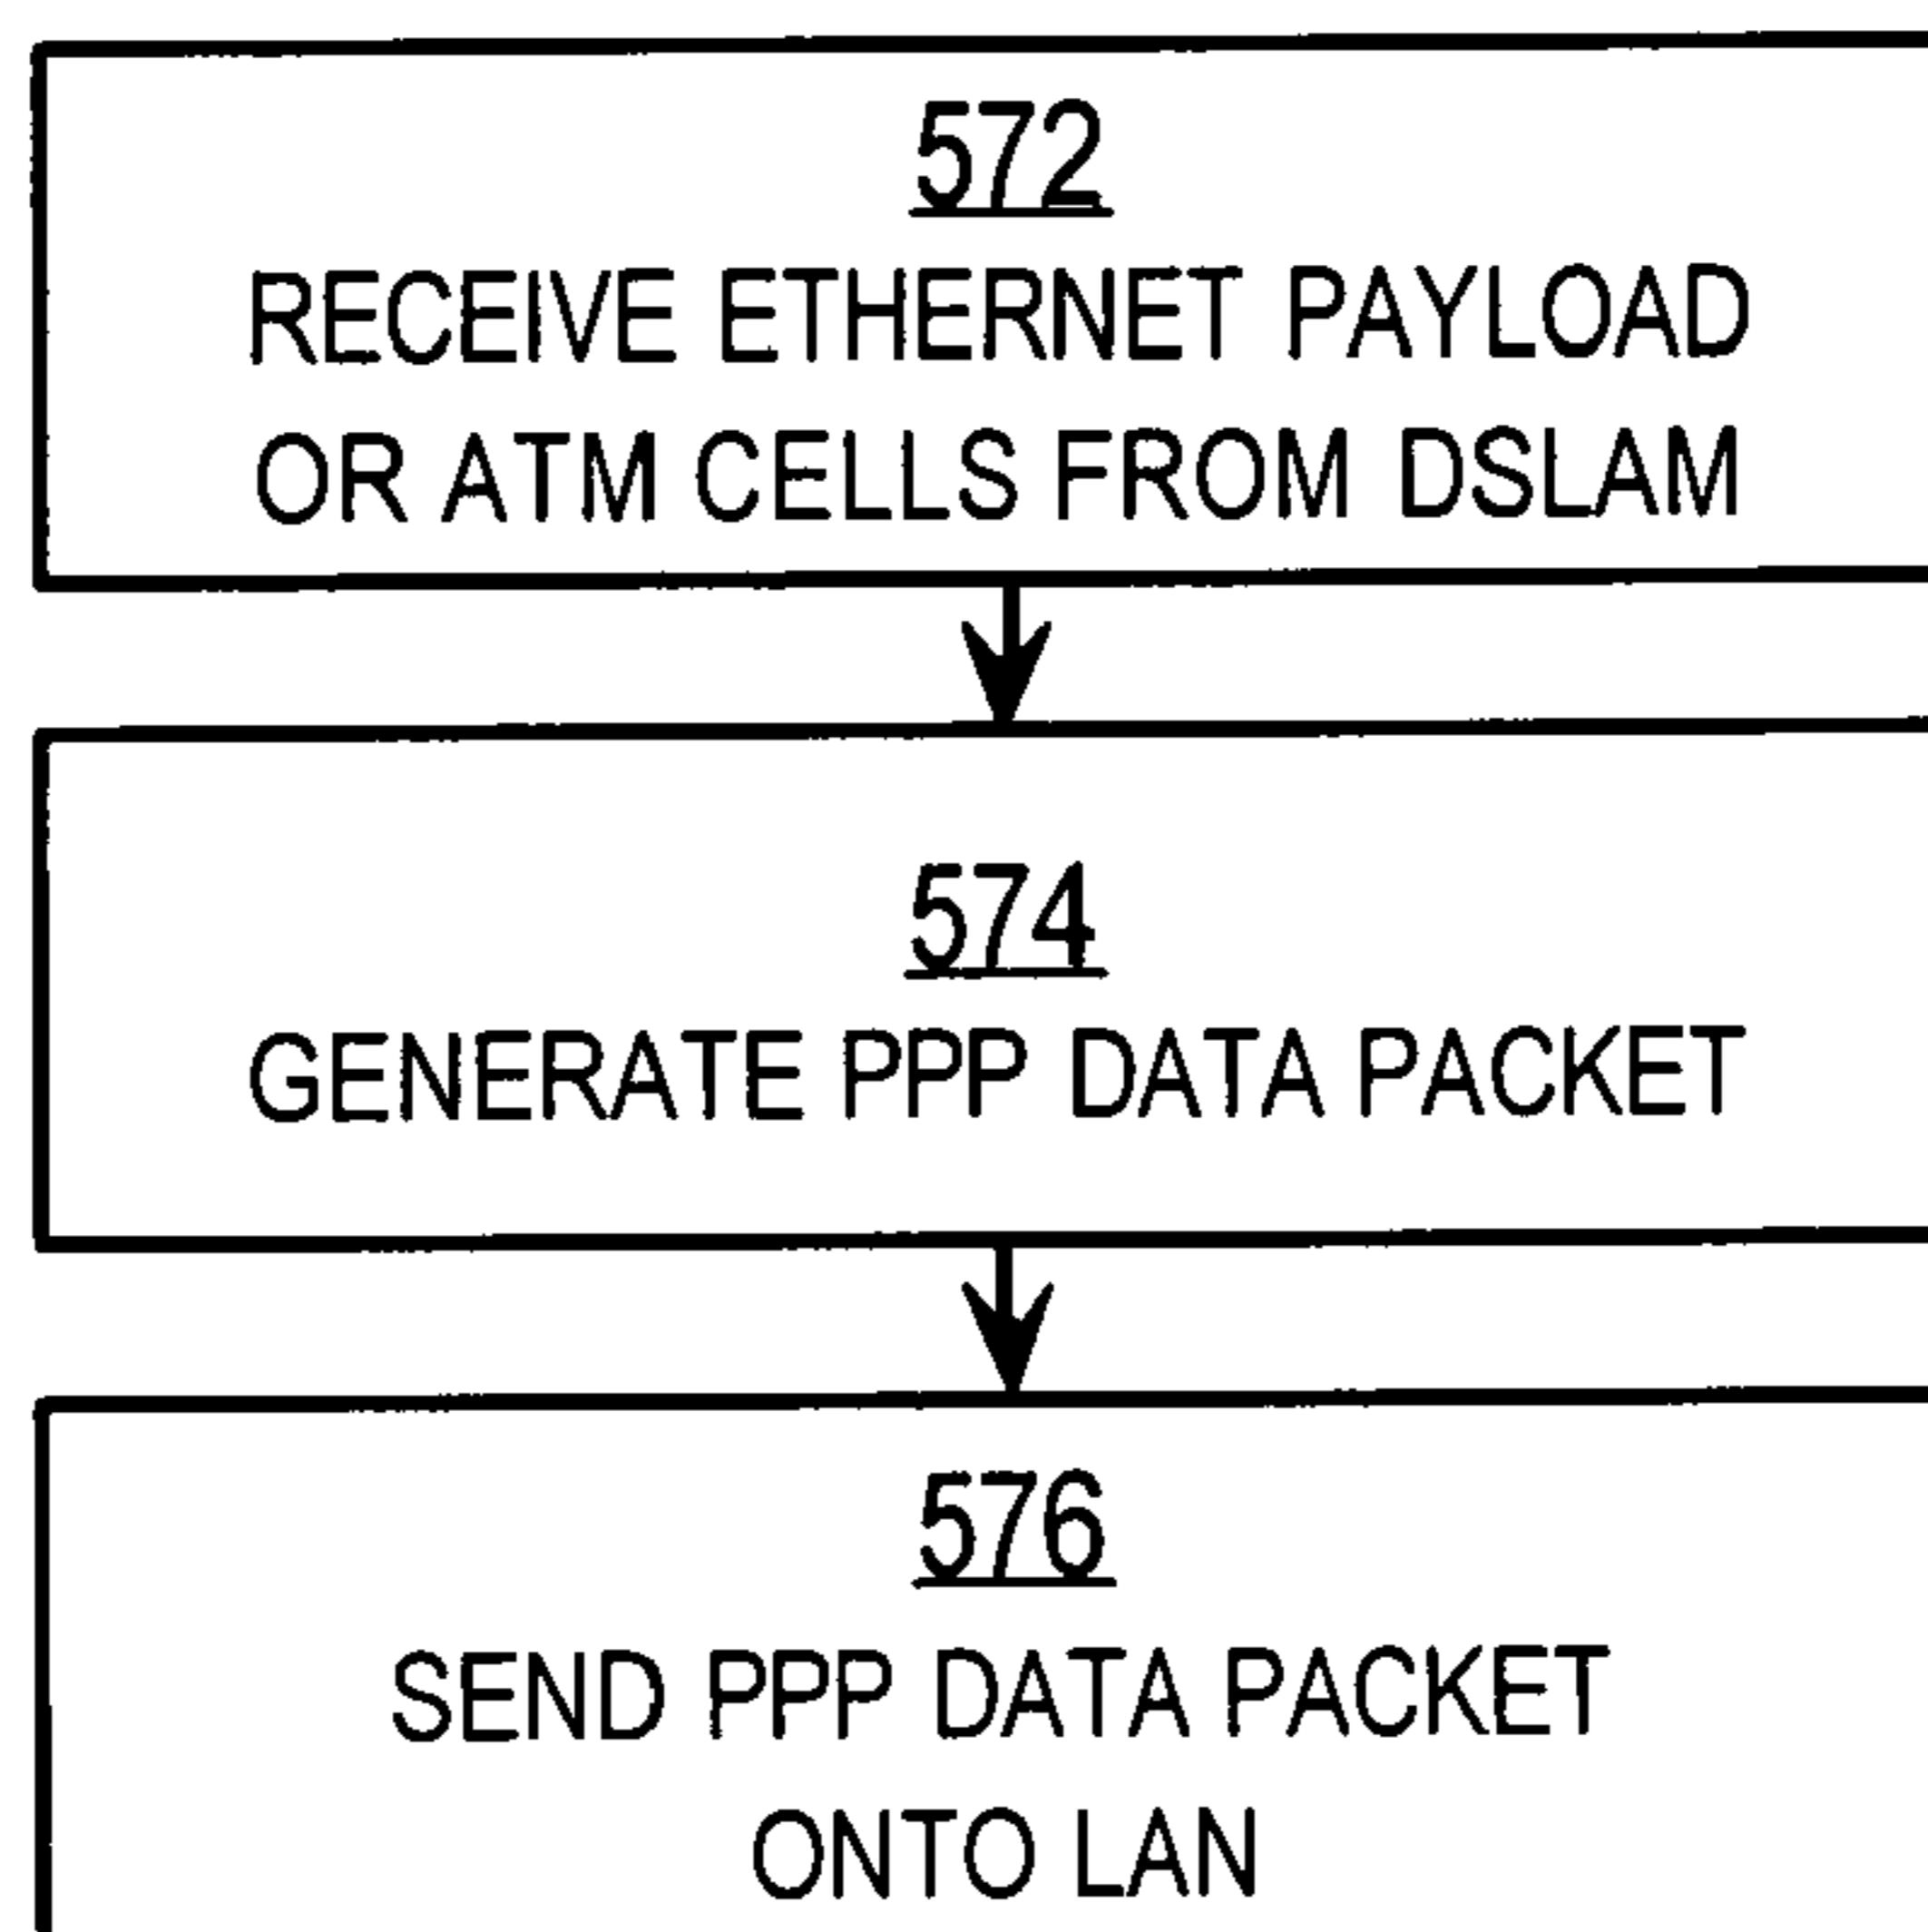 572
RECEIVE ETHERNET PAYLOAD
OR ATM CELLS FROM DSLAM
574
GENERATE PPP DATA PACKET
576
SEND PPP DATA PACKET
ONTO LAN